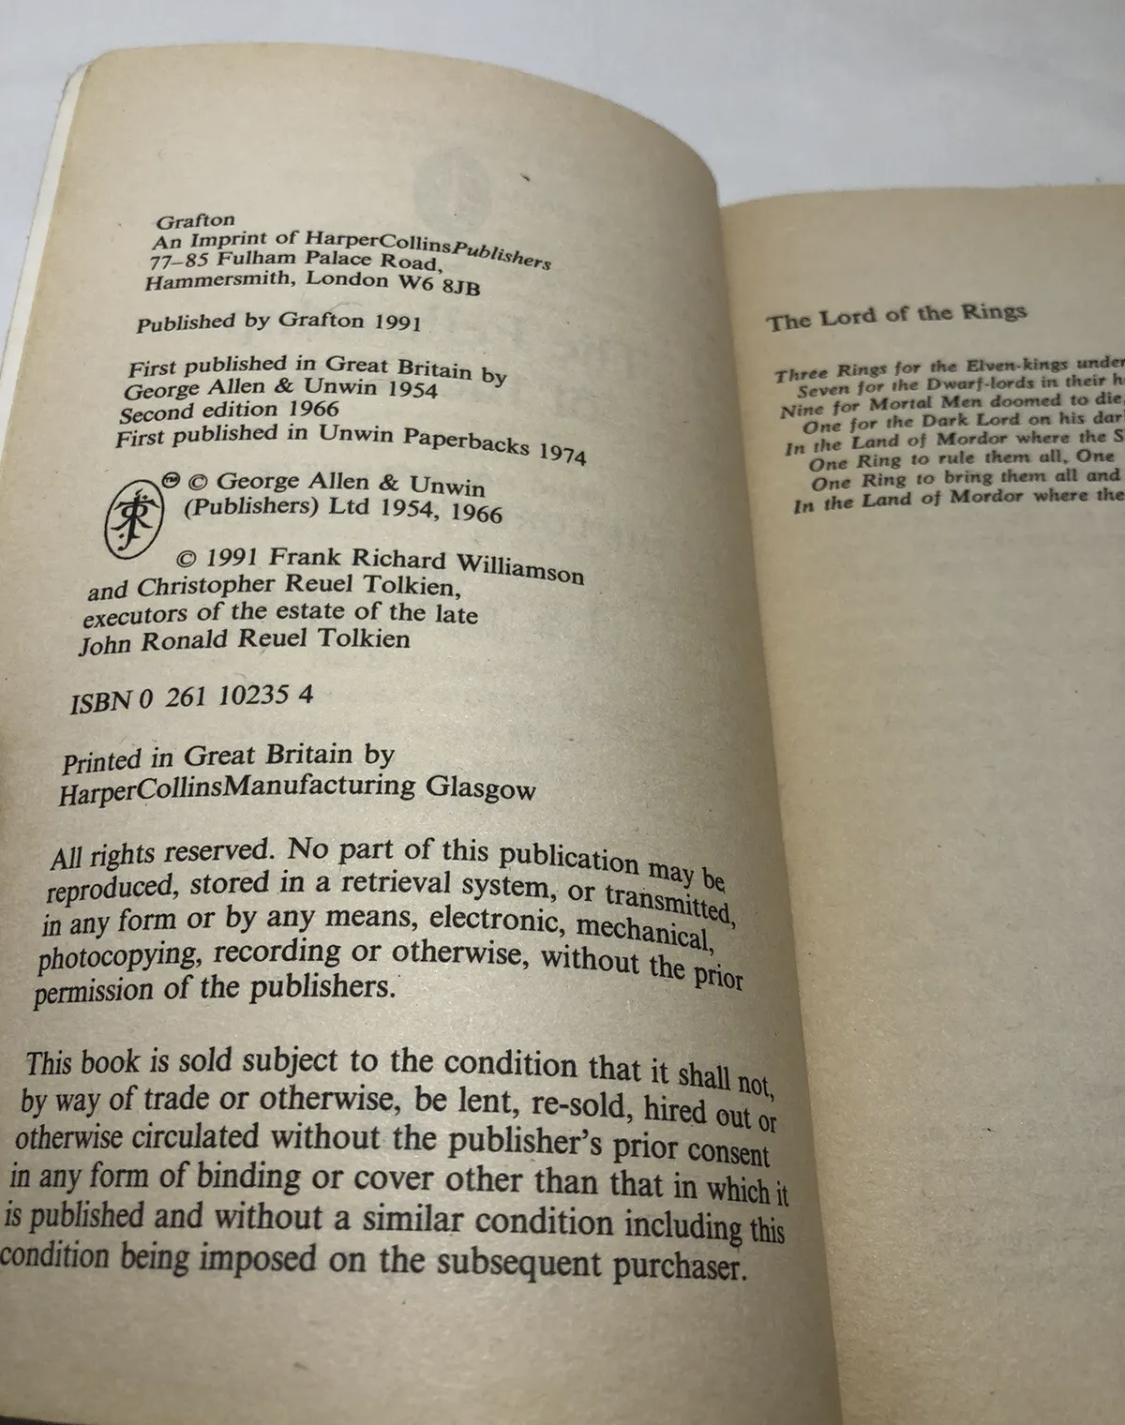 Grafton
An Imprint of HarperCollinsPublishers
77–85 Fulham Palace Road,
Hammersmith, London W6 8JB
Published by Grafton 1991
First published in Great Britain by
George Allen & Unwin 1954
Second edition 1966
First published in Unwin Paperbacks 1974
© George Allen & Unwin
(Publishers) Ltd 1954, 1966
© 1991 Frank Richard Williamson
and Christopher Reuel Tolkien,
executors of the estate of the late
John Ronald Reuel Tolkien
ISBN 0 261 10235 4
Printed in Great Britain by
HarperCollinsManufacturing Glasgow
All rights reserved. No part of this publication may be
reproduced, stored in a retrieval system, or transmitted,
in any form or by any means, electronic, mechanical,
photocopying, recording or otherwise, without the prior
permission of the publishers.
This book is sold subject to the condition that it shall not,
by way of trade or otherwise, be lent, re-sold, hired out or
otherwise circulated without the publisher's prior consent
in any form of binding or cover other than that in which it
is published and without a similar condition including this
condition being imposed on the subsequent purchaser.
The Lord of the Rings
Three Rings for the Elven-kings under
Seven for the Dwarf-lords in their
Nine for Mortal Men doomed to die,
One for the Dark Lord on his
In the Land of Mordor where the
One Ring to rule them all, One
One Ring to bring them all and
In the Land of Mordor where the